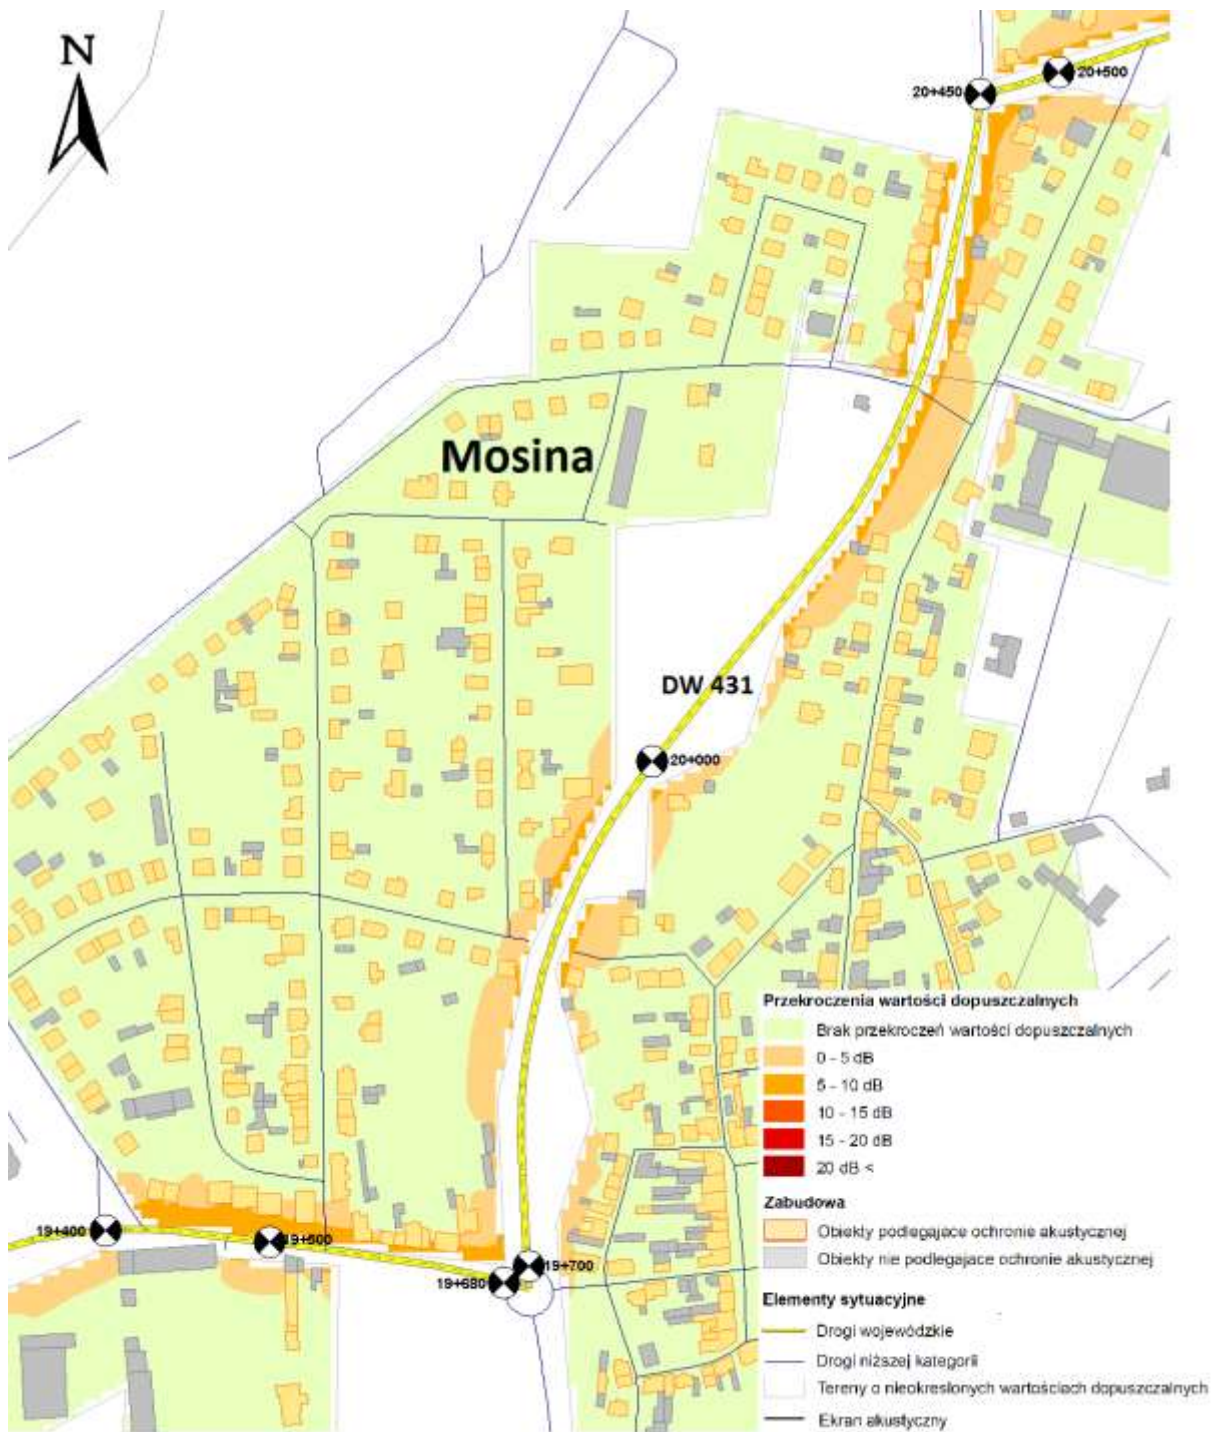 N
20+500
20+450
Mosina
DW 431
20+000
19+400
19+500
19+700
19+680
Przekroczenia wartości dopuszczalnych
Brak przekroczeń wartości dopuszczalnych
0 - 5 dB
5 - 10 dB
10 - 15 dB
15 - 20 dB
20 dB <
Zabudowa
Obiekty podlegajace ochronie akustycznej
Obiekty nie podlegajace ochronie akustycznej
Elementy sytuacyjne
Drogi wojewódzkie
Drogi niższej kategorii
Tereny o nieokreslonych wartościach dopuszczalnych
Ekran akustyczny